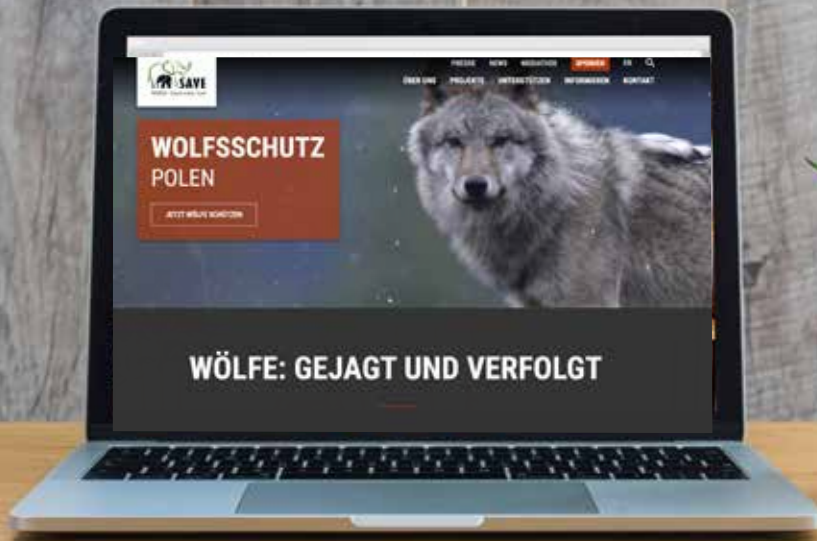 SAVE
PRESSE NEWS MEDIATHEK SPENDEN EN
ÜBER UNS PROJEKTE UNTERSTÜTZEN INFORMIEREN KONTAKT
WOLFSSCHUTZ
POLEN
JETZT WÖLFE SCHÜTZEN
WÖLFE: GEJAGT UND VERFOLGT